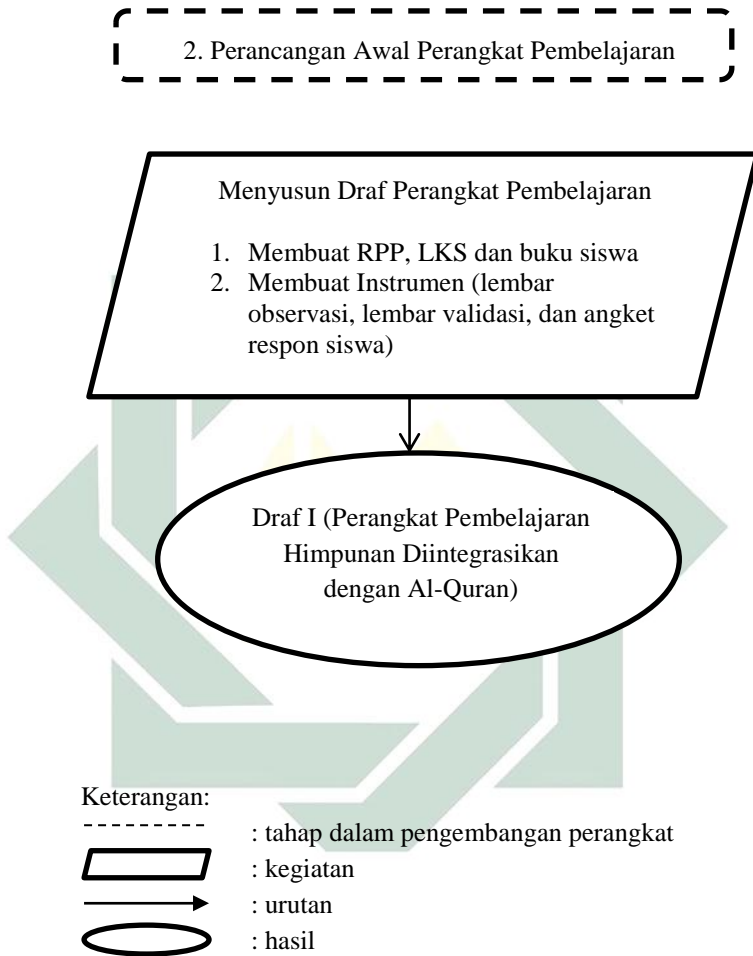 2. Perancangan Awal Perangkat Pembelajaran
Menyusun Draf Perangkat Pembelajaran
1. Membuat RPP, LKS dan buku siswa
2. Membuat Instrumen (lembar
observasi, lembar validasi, dan angket
respon siswa)
Draf I (Perangkat Pembelajaran
Himpunan Diintegrasikan
dengan Al-Quran)
Keterangan:
: tahap dalam pengembangan perangkat
: kegiatan
: urutan
: hasil